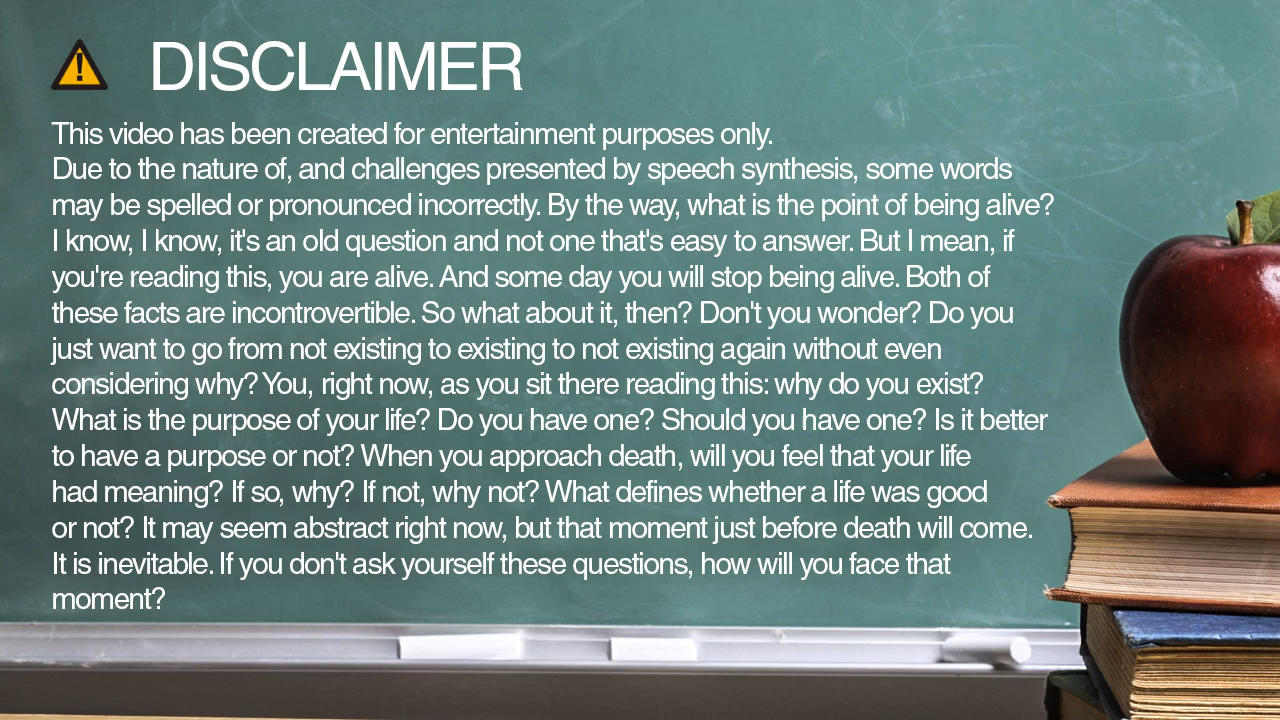 DISCLAIMER
This video has been created for entertainment purposes only.
Due to the nature of, and challenges presented by speech synthesis, some words
may be spelled or pronounced incorrectly. By the way, what is the point of being alive?
I know, I know, it's an old question and not one that's easy to answer. But I mean, if
you're reading this, you are alive. And some day you will stop being alive. Both of
these facts are incontrovertible. So what about it, then? Don't you wonder? Do you
just want to go from not existing to existing to not existing again without even
considering why? You, right now, as you sit there reading this: why do you exist?
What is the purpose of your life? Do you have one? Should you have one? Is it better
to have a purpose or not? When you approach death, will you feel that your life
had meaning? If so, why? If not, why not? What defines whether a life was good
or not? It may seem abstract right now, but that moment just before death will come.
It is inevitable. If you don't ask yourself these questions, how will you face that
moment?